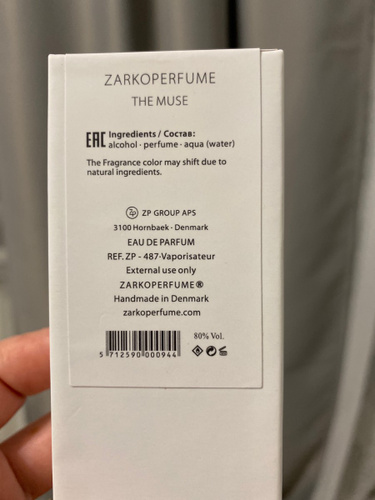 ZARKOPERFUME
THE MUSE
EAC Ingredients / Состав:
alcohol · perfume · aqua (water)
The Fragrance color may shift due to
natural ingredients.
Zp ZP GROUP APS
3100 Hornbaek · Denmark
EAU DE PARFUM
REF. ZP - 487·Vaporisateur
External use only
ZARKOPERFUME®
Handmade in Denmark
zarkoperfume.com
80% Vol.
5 712590 000944